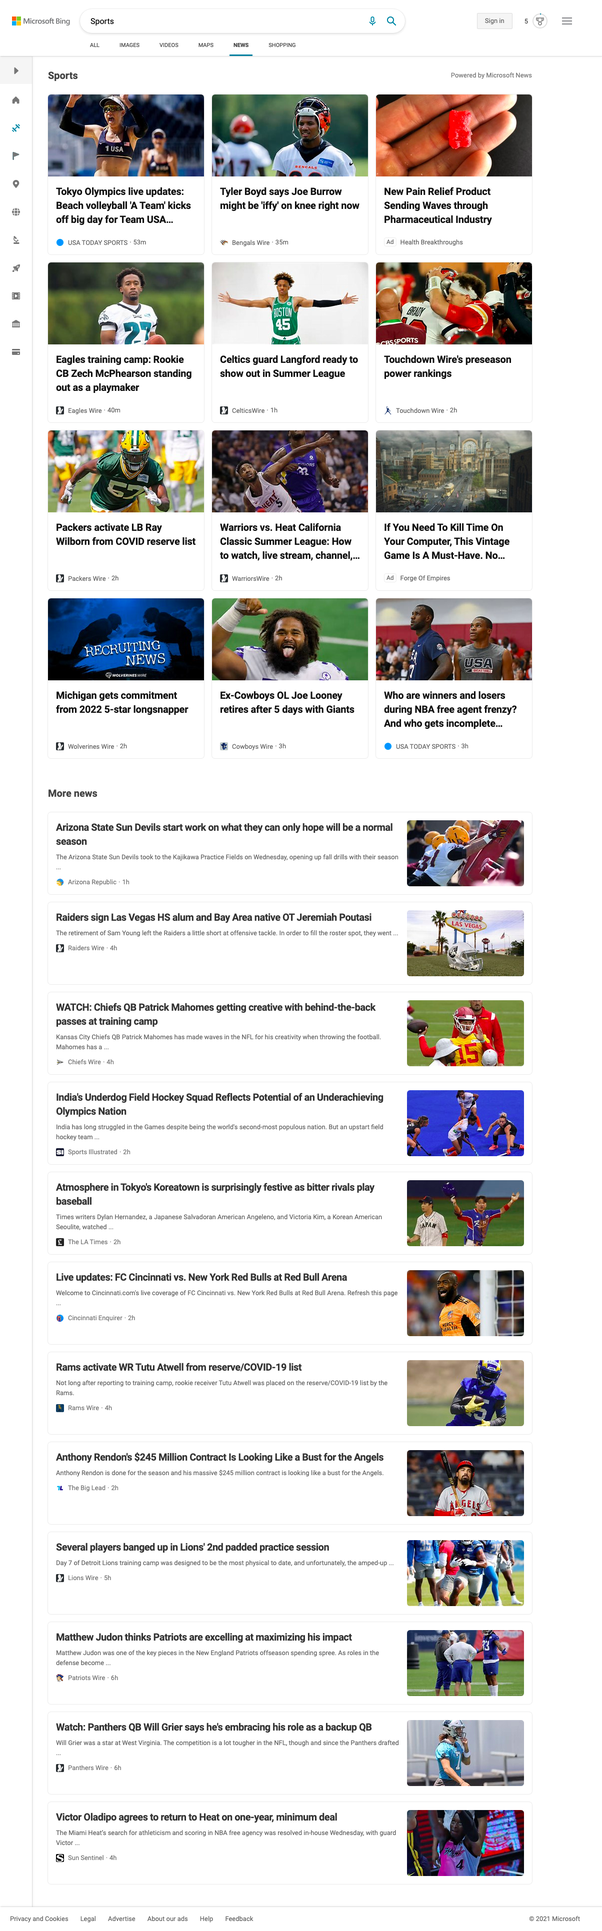 Microsoft Bing
Sports
Sign in
5
ALL IMAGES VIDEOS MAPS NEWS SHOPPING
Sports
Powered by Microsoft News
Tokyo Olympics live updates:
Beach volleyball 'A Team' kicks
off big day for Team USA...
USA TODAY SPORTS · 53m
Tyler Boyd says Joe Burrow
might be 'iffy' on knee right now
Bengals Wire · 35m
New Pain Relief Product
Sending Waves through
Pharmaceutical Industry
Ad Health Breakthroughs
Eagles training camp: Rookie
CB Zech McPhearson standing
out as a playmaker
Eagles Wire · 40m
BOSTON
45
Celtics guard Langford ready to
show out in Summer League
CelticsWire · 1h
BRADY
CBS SPORTS
Touchdown Wire's preseason
power rankings
Touchdown Wire · 2h
57
Packers activate LB Ray
Wilborn from COVID reserve list
Packers Wire · 2h
Warriors vs. Heat California
Classic Summer League: How
to watch, live stream, channel,...
WarriorsWire · 2h
If You Need To Kill Time On
Your Computer, This Vintage
Game Is A Must-Have. No...
Ad Forge Of Empires
RECRUITING
NEWS
WOLVERINES WIRE
Michigan gets commitment
from 2022 5-star longsnapper
Wolverines Wire · 2h
Ex-Cowboys OL Joe Looney
retires after 5 days with Giants
Cowboys Wire · 3h
USA
Who are winners and losers
during NBA free agent frenzy?
And who gets incomplete...
USA TODAY SPORTS · 3h
More news
Arizona State Sun Devils start work on what they can only hope will be a normal
season
The Arizona State Sun Devils took to the Kajikawa Practice Fields on Wednesday, opening up fall drills with their season
...
Arizona Republic · 1h
Raiders sign Las Vegas HS alum and Bay Area native OT Jeremiah Poutasi
The retirement of Sam Young left the Raiders a little short at offensive tackle. In order to fill the roster spot, they went ...
Raiders Wire · 4h
LAS VEGAS
WATCH: Chiefs QB Patrick Mahomes getting creative with behind-the-back
passes at training camp
Kansas City Chiefs QB Patrick Mahomes has made waves in the NFL for his creativity when throwing the football.
Mahomes has a ...
Chiefs Wire · 4h
15
India's Underdog Field Hockey Squad Reflects Potential of an Underachieving
Olympics Nation
India has long struggled in the Games despite being the world's second-most populous nation. But an upstart field
hockey team ...
Sports Illustrated · 2h
Atmosphere in Tokyo's Koreatown is surprisingly festive as bitter rivals play
baseball
Times writers Dylan Hernandez, a Japanese Salvadoran American Angeleno, and Victoria Kim, a Korean American
Seoulite, watched ...
The LA Times · 2h
JAPAN
Live updates: FC Cincinnati vs. New York Red Bulls at Red Bull Arena
Welcome to Cincinnati.com's live coverage of FC Cincinnati vs. New York Red Bulls at Red Bull Arena. Refresh this page
...
Cincinnati Enquirer · 2h
Rams activate WR Tutu Atwell from reserve/COVID-19 list
Not long after reporting to training camp, rookie receiver Tutu Atwell was placed on the reserve/COVID-19 list by the
Rams.
Rams Wire · 4h
Anthony Rendon's $245 Million Contract Is Looking Like a Bust for the Angels
Anthony Rendon is done for the season and his massive $245 million contract is looking like a bust for the Angels.
The Big Lead · 2h
ANGELS
Several players banged up in Lions' 2nd padded practice session
Day 7 of Detroit Lions training camp was designed to be the most physical to date, and unfortunately, the amped-up ...
Lions Wire · 5h
Matthew Judon thinks Patriots are excelling at maximizing his impact
Matthew Judon was one of the key pieces in the New England Patriots offseason spending spree. As roles in the
defense become ...
Patriots Wire · 6h
Watch: Panthers QB Will Grier says he's embracing his role as a backup QB
Will Grier was a star at West Virginia. The competition is a lot tougher in the NFL, though and since the Panthers drafted
...
Panthers Wire · 6h
Victor Oladipo agrees to return to Heat on one-year, minimum deal
The Miami Heat's search for athleticism and scoring in NBA free agency was resolved in-house Wednesday, with guard
Victor ...
Sun Sentinel · 4h
4
Privacy and Cookies Legal Advertise About our ads Help Feedback
© 2021 Microsoft